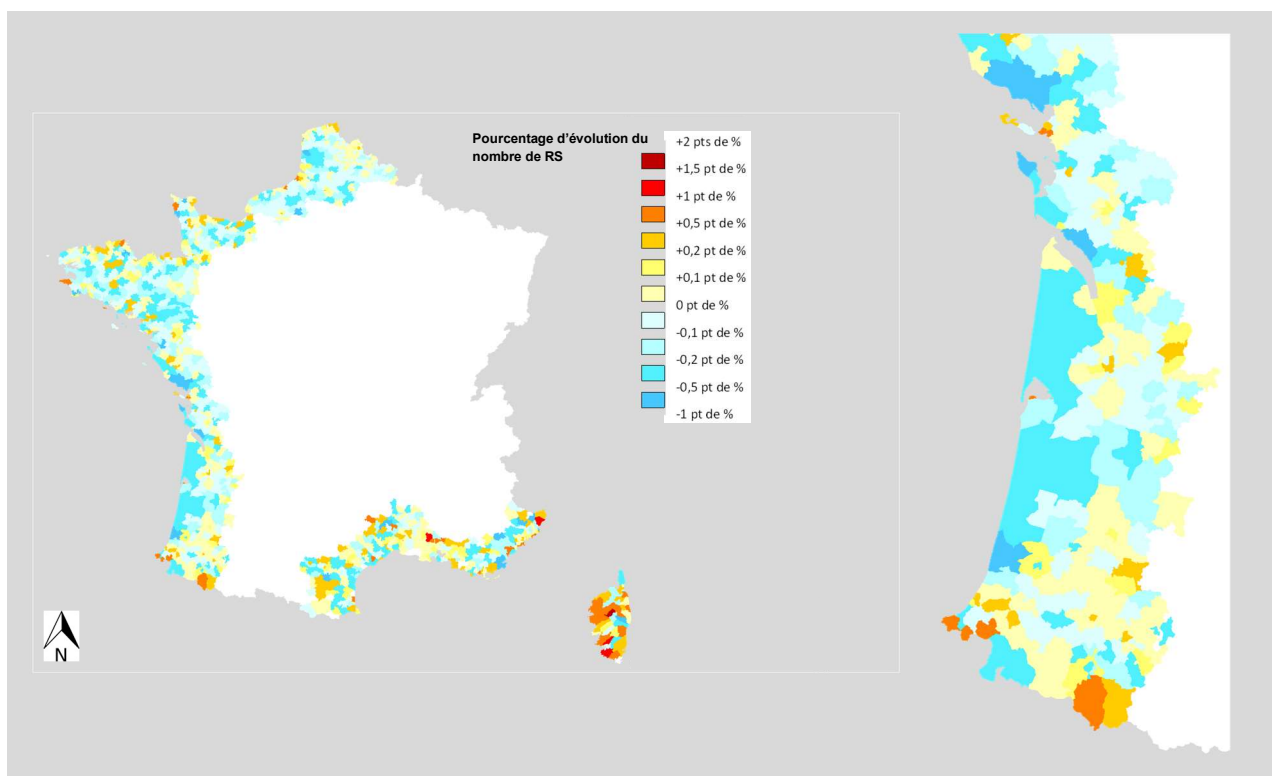 Pourcentage d'évolution du
nombre de RS
+2 pts de %
+1,5 pt de %
+1 pt de %
+0,5 pt de %
+0,2 pt de %
+0,1 pt de %
0 pt de %
-0,1 pt de %
-0,2 pt de %
-0,5 pt de %
-1 pt de %
N